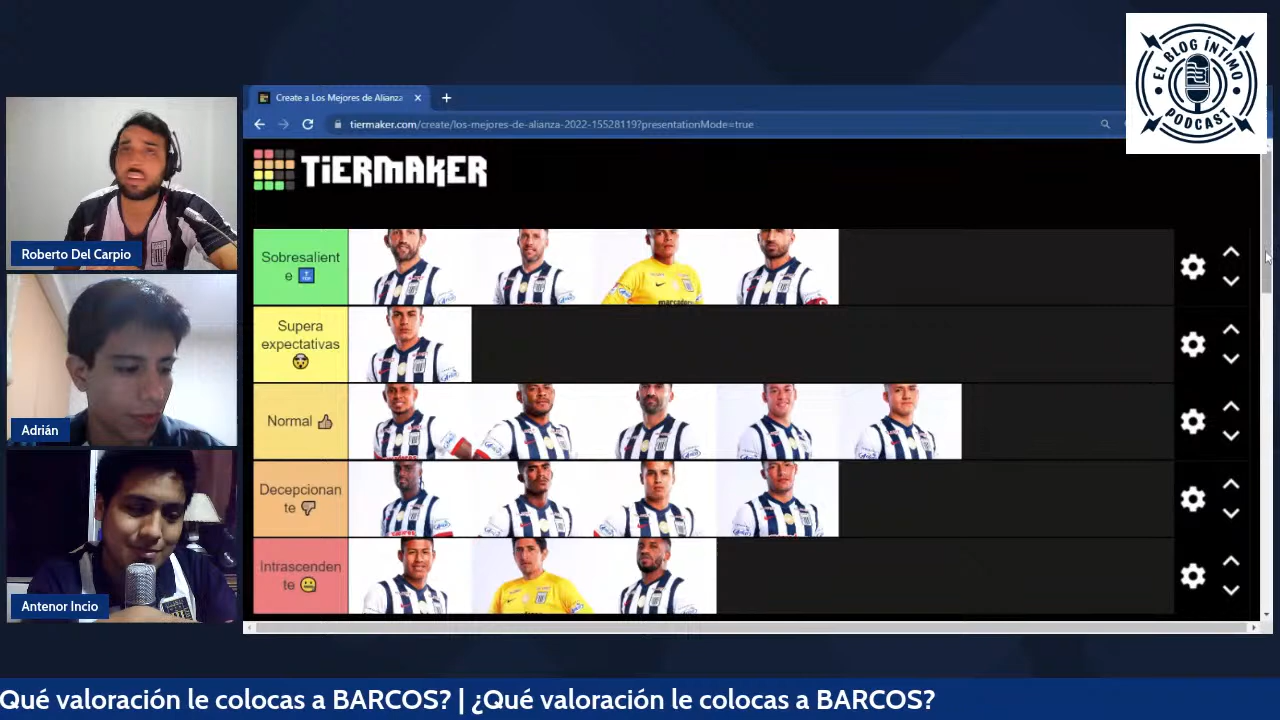 EL BLOG ÍNTIMO
PODCAST
Create a Los Mejores de Alianza
tiermaker.com/create/los-mejores-de-alianza-2022-15528119?presentationMode=true
TiERMAKER
Roberto Del Carpio
Adrián
Antenor Incio
Sobresalient
e 🔝
Supera
expectativas
😲
Normal 👍
Decepcionan
te 👎
Intrascenden
te 😐
Qué valoración le colocas a BARCOS? | ¿Qué valoración le colocas a BARCOS?